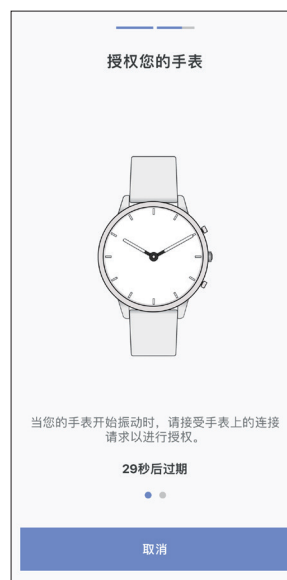 授权您的手表
当您的手表开始振动时，请接受手表上的连接
请求以进行授权。
29秒后过期
取消